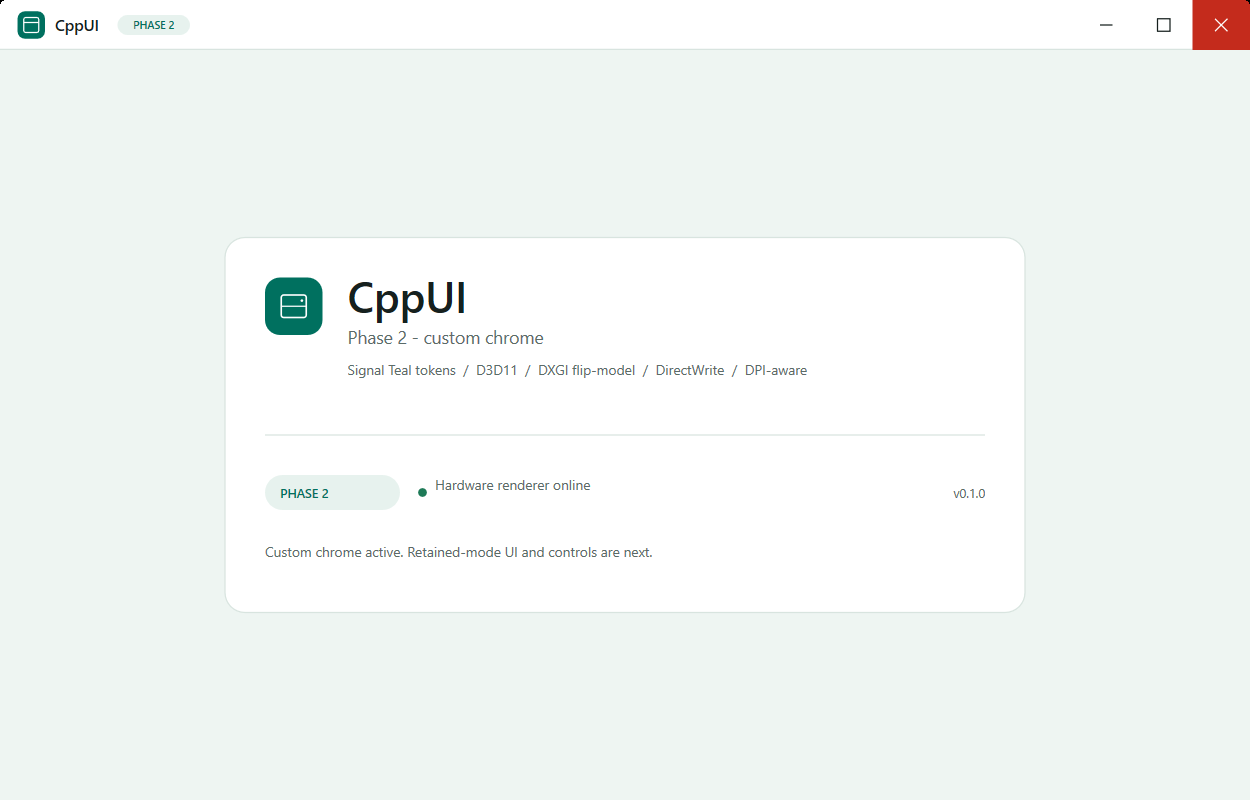 CppUI PHASE 2
CppUI
Phase 2 - custom chrome
Signal Teal tokens / D3D11 / DXGI flip-model / DirectWrite / DPI-aware
PHASE 2 Hardware renderer online v0.1.0
Custom chrome active. Retained-mode UI and controls are next.